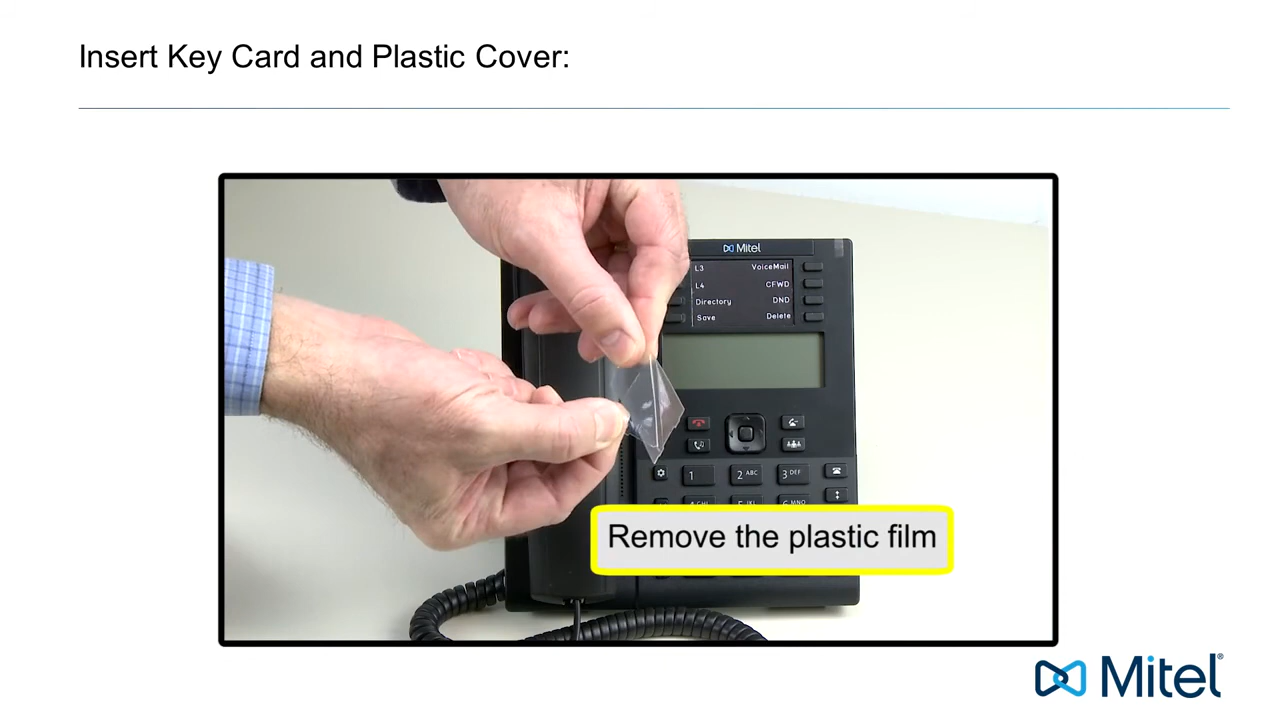 Insert Key Card and Plastic Cover:
Mitel
L3 VoiceMail
L4 CFWD
Directory DND
Save Delete
1 2 ABC 3 DEF
Remove the plastic film
Mitel®